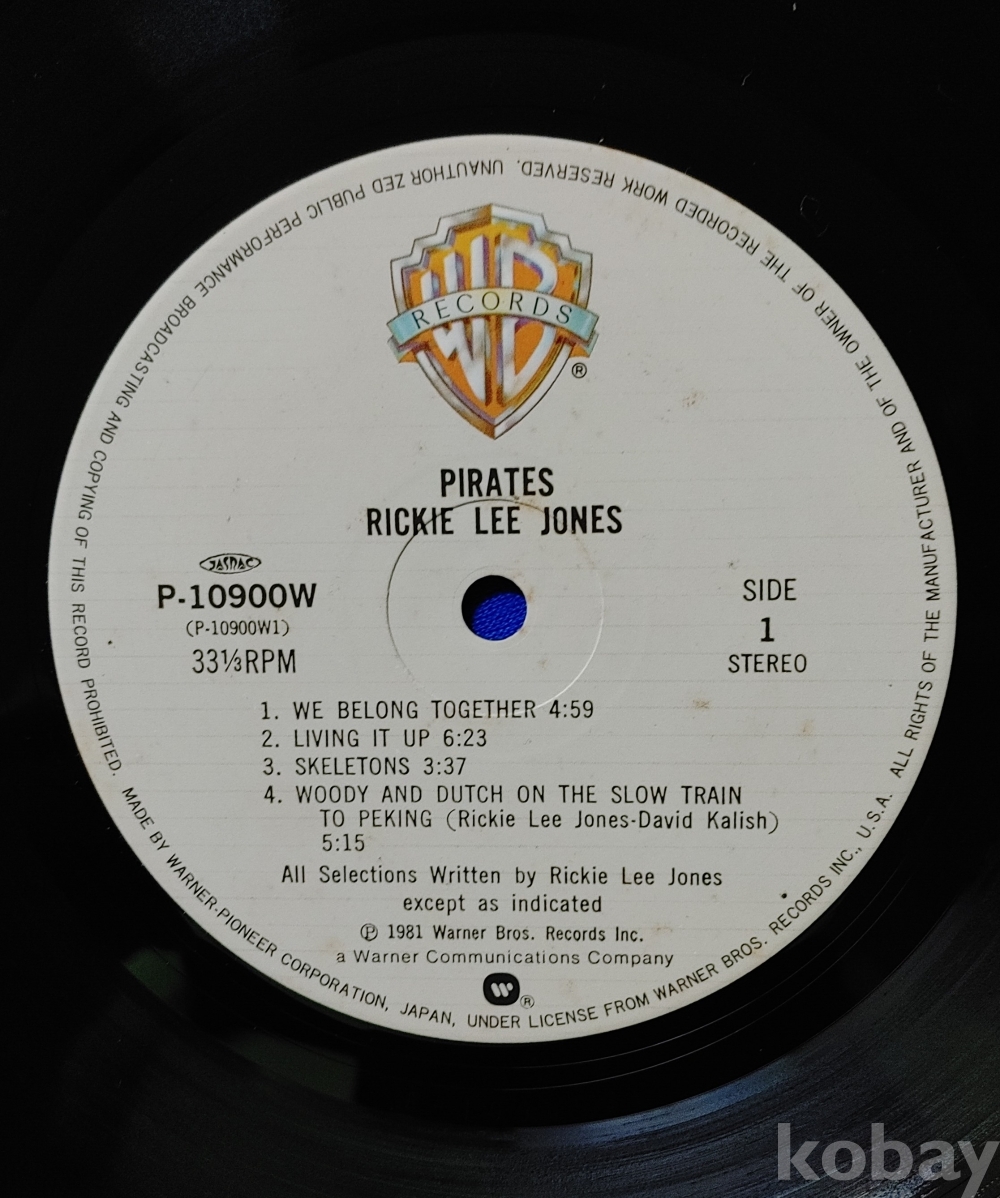 WB
RECORDS
®
PIRATES
RICKIE LEE JONES
JASRAC
P-10900W
(P-10900W1)
33⅓RPM
SIDE
1
STEREO
1. WE BELONG TOGETHER 4:59
2. LIVING IT UP 6:23
3. SKELETONS 3:37
4. WOODY AND DUTCH ON THE SLOW TRAIN
TO PEKING (Rickie Lee Jones-David Kalish)
5:15
All Selections Written by Rickie Lee Jones
except as indicated
℗ 1981 Warner Bros. Records Inc.
a Warner Communications Company
®
MADE BY WARNER-PIONEER CORPORATION, JAPAN, UNDER LICENSE FROM WARNER BROS. RECORDS INC., U.S.A. ALL RIGHTS OF THE MANUFACTURER AND OF THE OWNER OF THE RECORDED WORK RESERVED. UNAUTHOR ZED PUBLIC PERFORMANCE BROADCASTING AND COPYING OF THIS RECORD PROHIBITED.
kobay